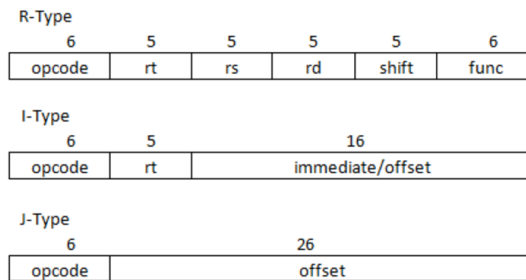 R-Type
6 5 5 5 5 6
opcode rt rs rd shift func
I-Type
6 5 16
opcode rt immediate/offset
J-Type
6 26
opcode offset